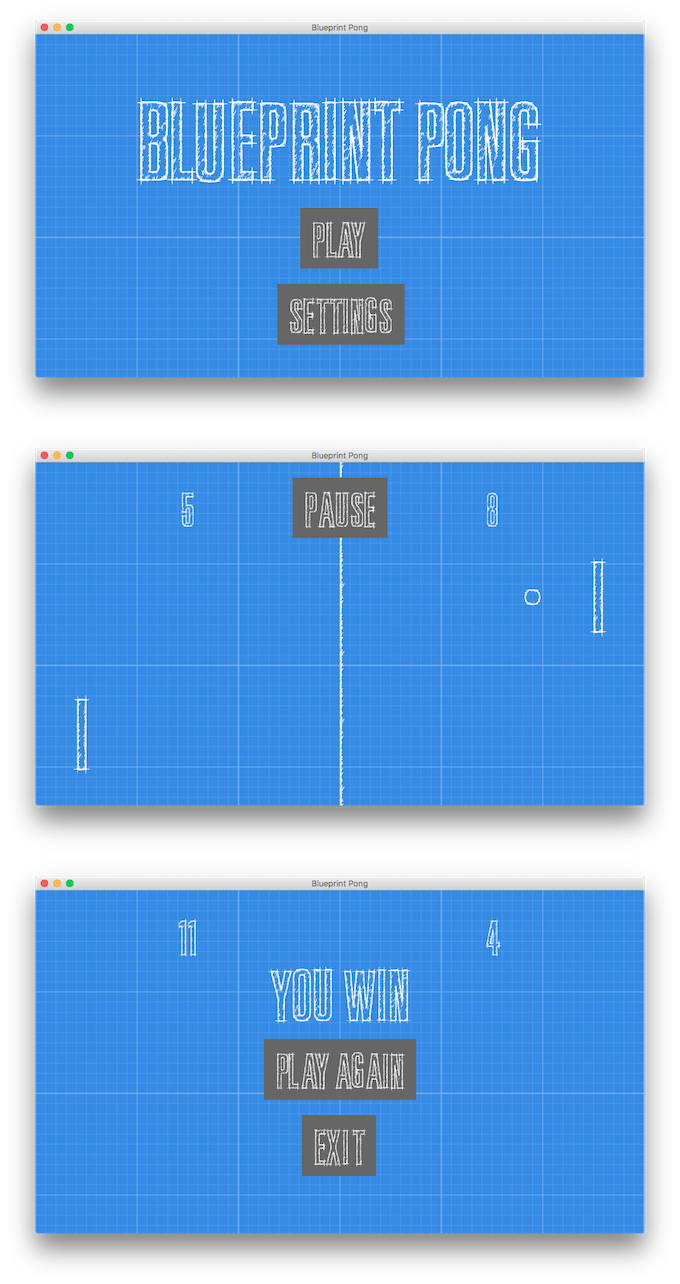 Blueprint Pong
BLUEPRINT PONG
PLAY
SETTINGS
Blueprint Pong
5 PAUSE 8
Blueprint Pong
11 4
YOU WIN
PLAY AGAIN
EXIT